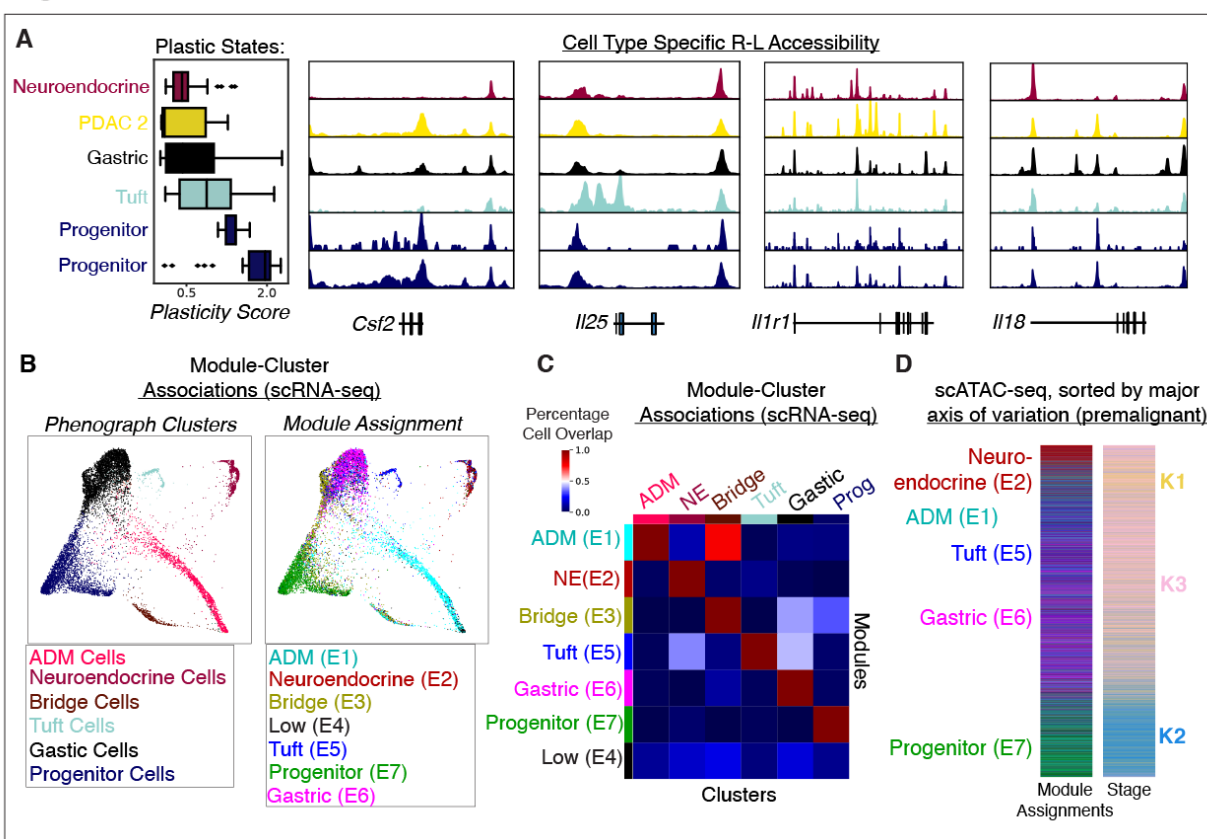 A
Plastic States:
Cell Type Specific R-L Accessibility
Neuroendocrine
PDAC 2
Gastric
Tuft
Progenitor
Progenitor
0.5 2.0
Plasticity Score
Csf2
Il25
Il1r1
Il18
B
Module-Cluster
Associations (scRNA-seq)
Phenograph Clusters
Module Assignment
ADM Cells
Neuroendocrine Cells
Bridge Cells
Tuft Cells
Gastic Cells
Progenitor Cells
ADM (E1)
Neuroendocrine (E2)
Bridge (E3)
Low (E4)
Tuft (E5)
Progenitor (E7)
Gastric (E6)
C
Module-Cluster
Associations (scRNA-seq)
Percentage
Cell Overlap
1.0
0.5
0.0
ADM NE Bridge Tuft Gastic Prog
ADM (E1)
NE(E2)
Bridge (E3)
Tuft (E5)
Gastric (E6)
Progenitor (E7)
Low (E4)
Modules
Clusters
D
scATAC-seq, sorted by major
axis of variation (premalignant)
Neuro-
endocrine (E2)
ADM (E1)
Tuft (E5)
Gastric (E6)
Progenitor (E7)
K1
K3
K2
Module
Assignments
Stage